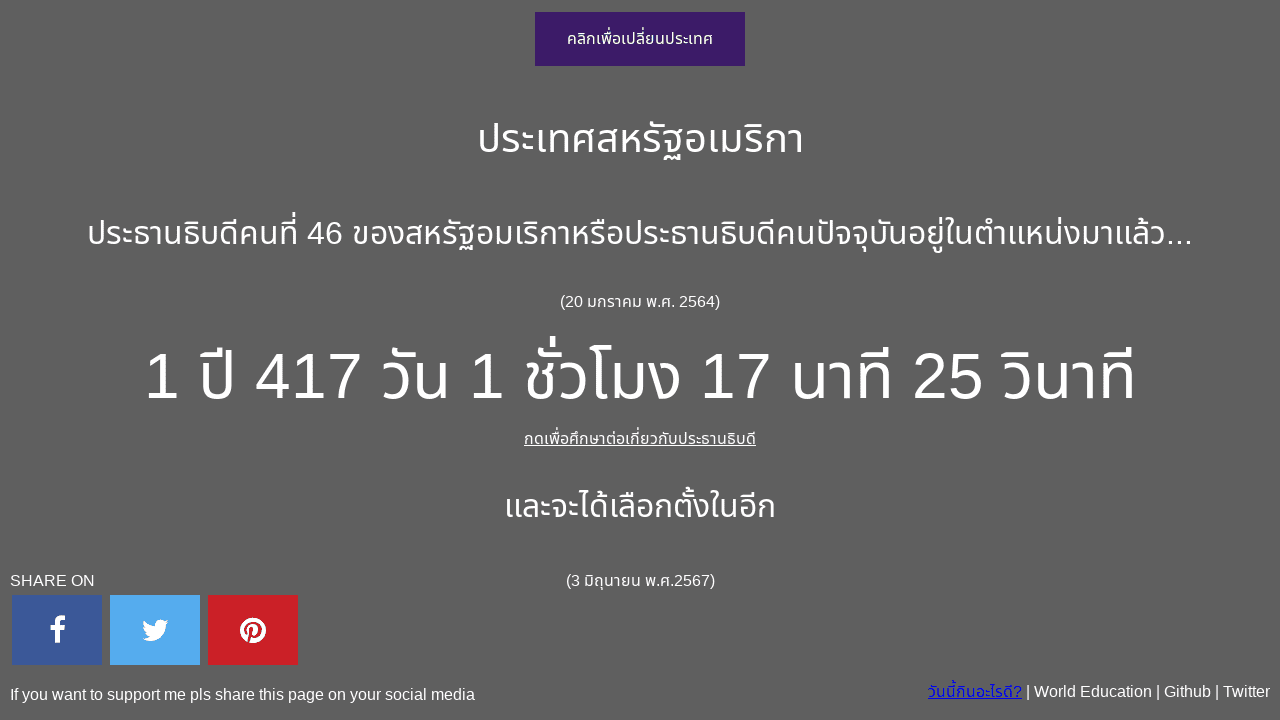 คลิกเพื่อเปลี่ยนประเทศ
ประเทศสหรัฐอเมริกา
ประธานธิบดีคนที่ 46 ของสหรัฐอมเริกาหรือประธานธิบดีคนปัจจุบันอยู่ในตำแหน่งมาแล้ว...
(20 มกราคม พ.ศ. 2564)
1 ปี 417 วัน 1 ชั่วโมง 17 นาที 25 วินาที
กดเพื่อศึกษาต่อเกี่ยวกับประธานธิบดี
และจะได้เลือกตั้งในอีก
(3 มิถุนายน พ.ศ.2567)
SHARE ON
If you want to support me pls share this page on your social media
วันนี้กินอะไรดี? | World Education | Github | Twitter